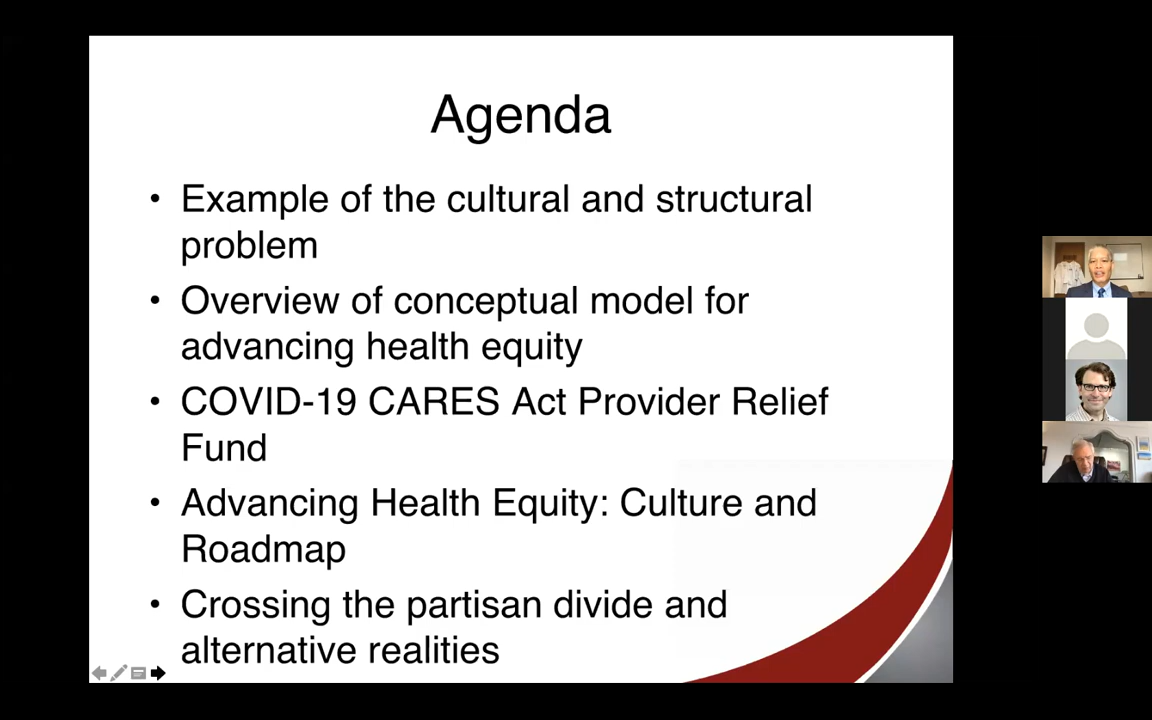 Agenda
• Example of the cultural and structural
problem
• Overview of conceptual model for
advancing health equity
• COVID-19 CARES Act Provider Relief
Fund
• Advancing Health Equity: Culture and
Roadmap
• Crossing the partisan divide and
alternative realities